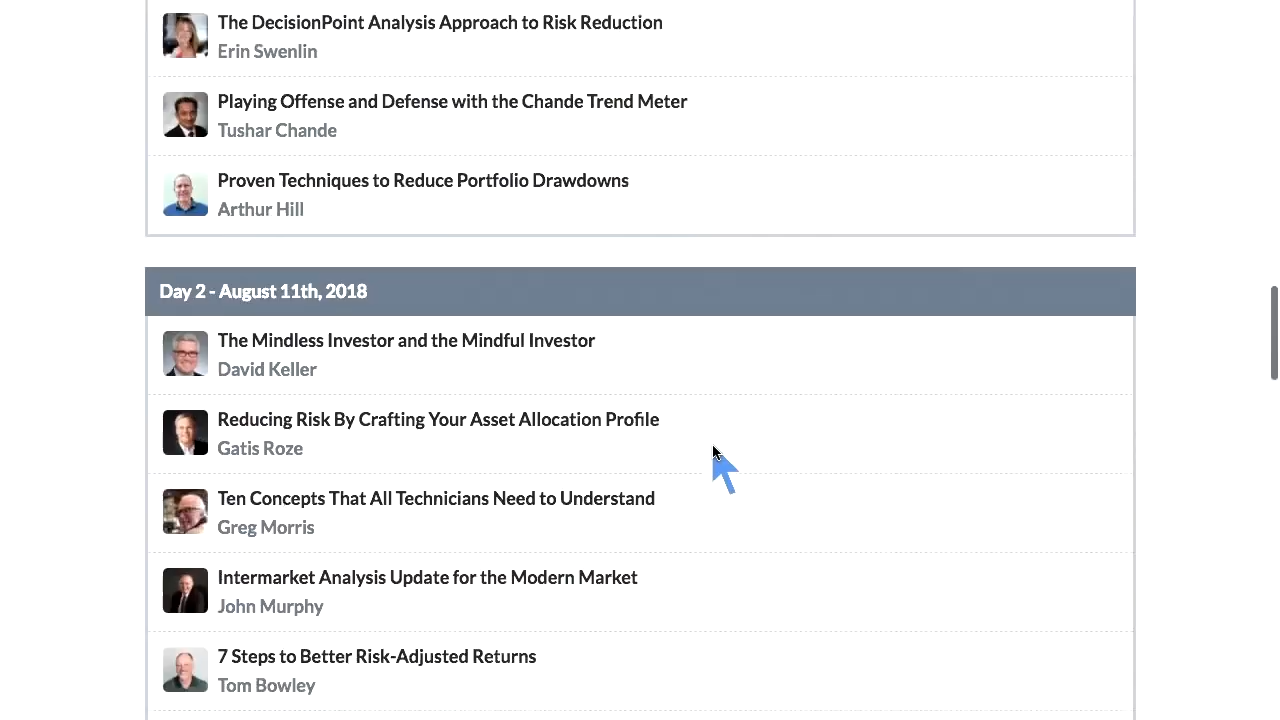 The DecisionPoint Analysis Approach to Risk Reduction
Erin Swenlin
Playing Offense and Defense with the Chande Trend Meter
Tushar Chande
Proven Techniques to Reduce Portfolio Drawdowns
Arthur Hill
Day 2 - August 11th, 2018
The Mindless Investor and the Mindful Investor
David Keller
Reducing Risk By Crafting Your Asset Allocation Profile
Gatis Roze
Ten Concepts That All Technicians Need to Understand
Greg Morris
Intermarket Analysis Update for the Modern Market
John Murphy
7 Steps to Better Risk-Adjusted Returns
Tom Bowley